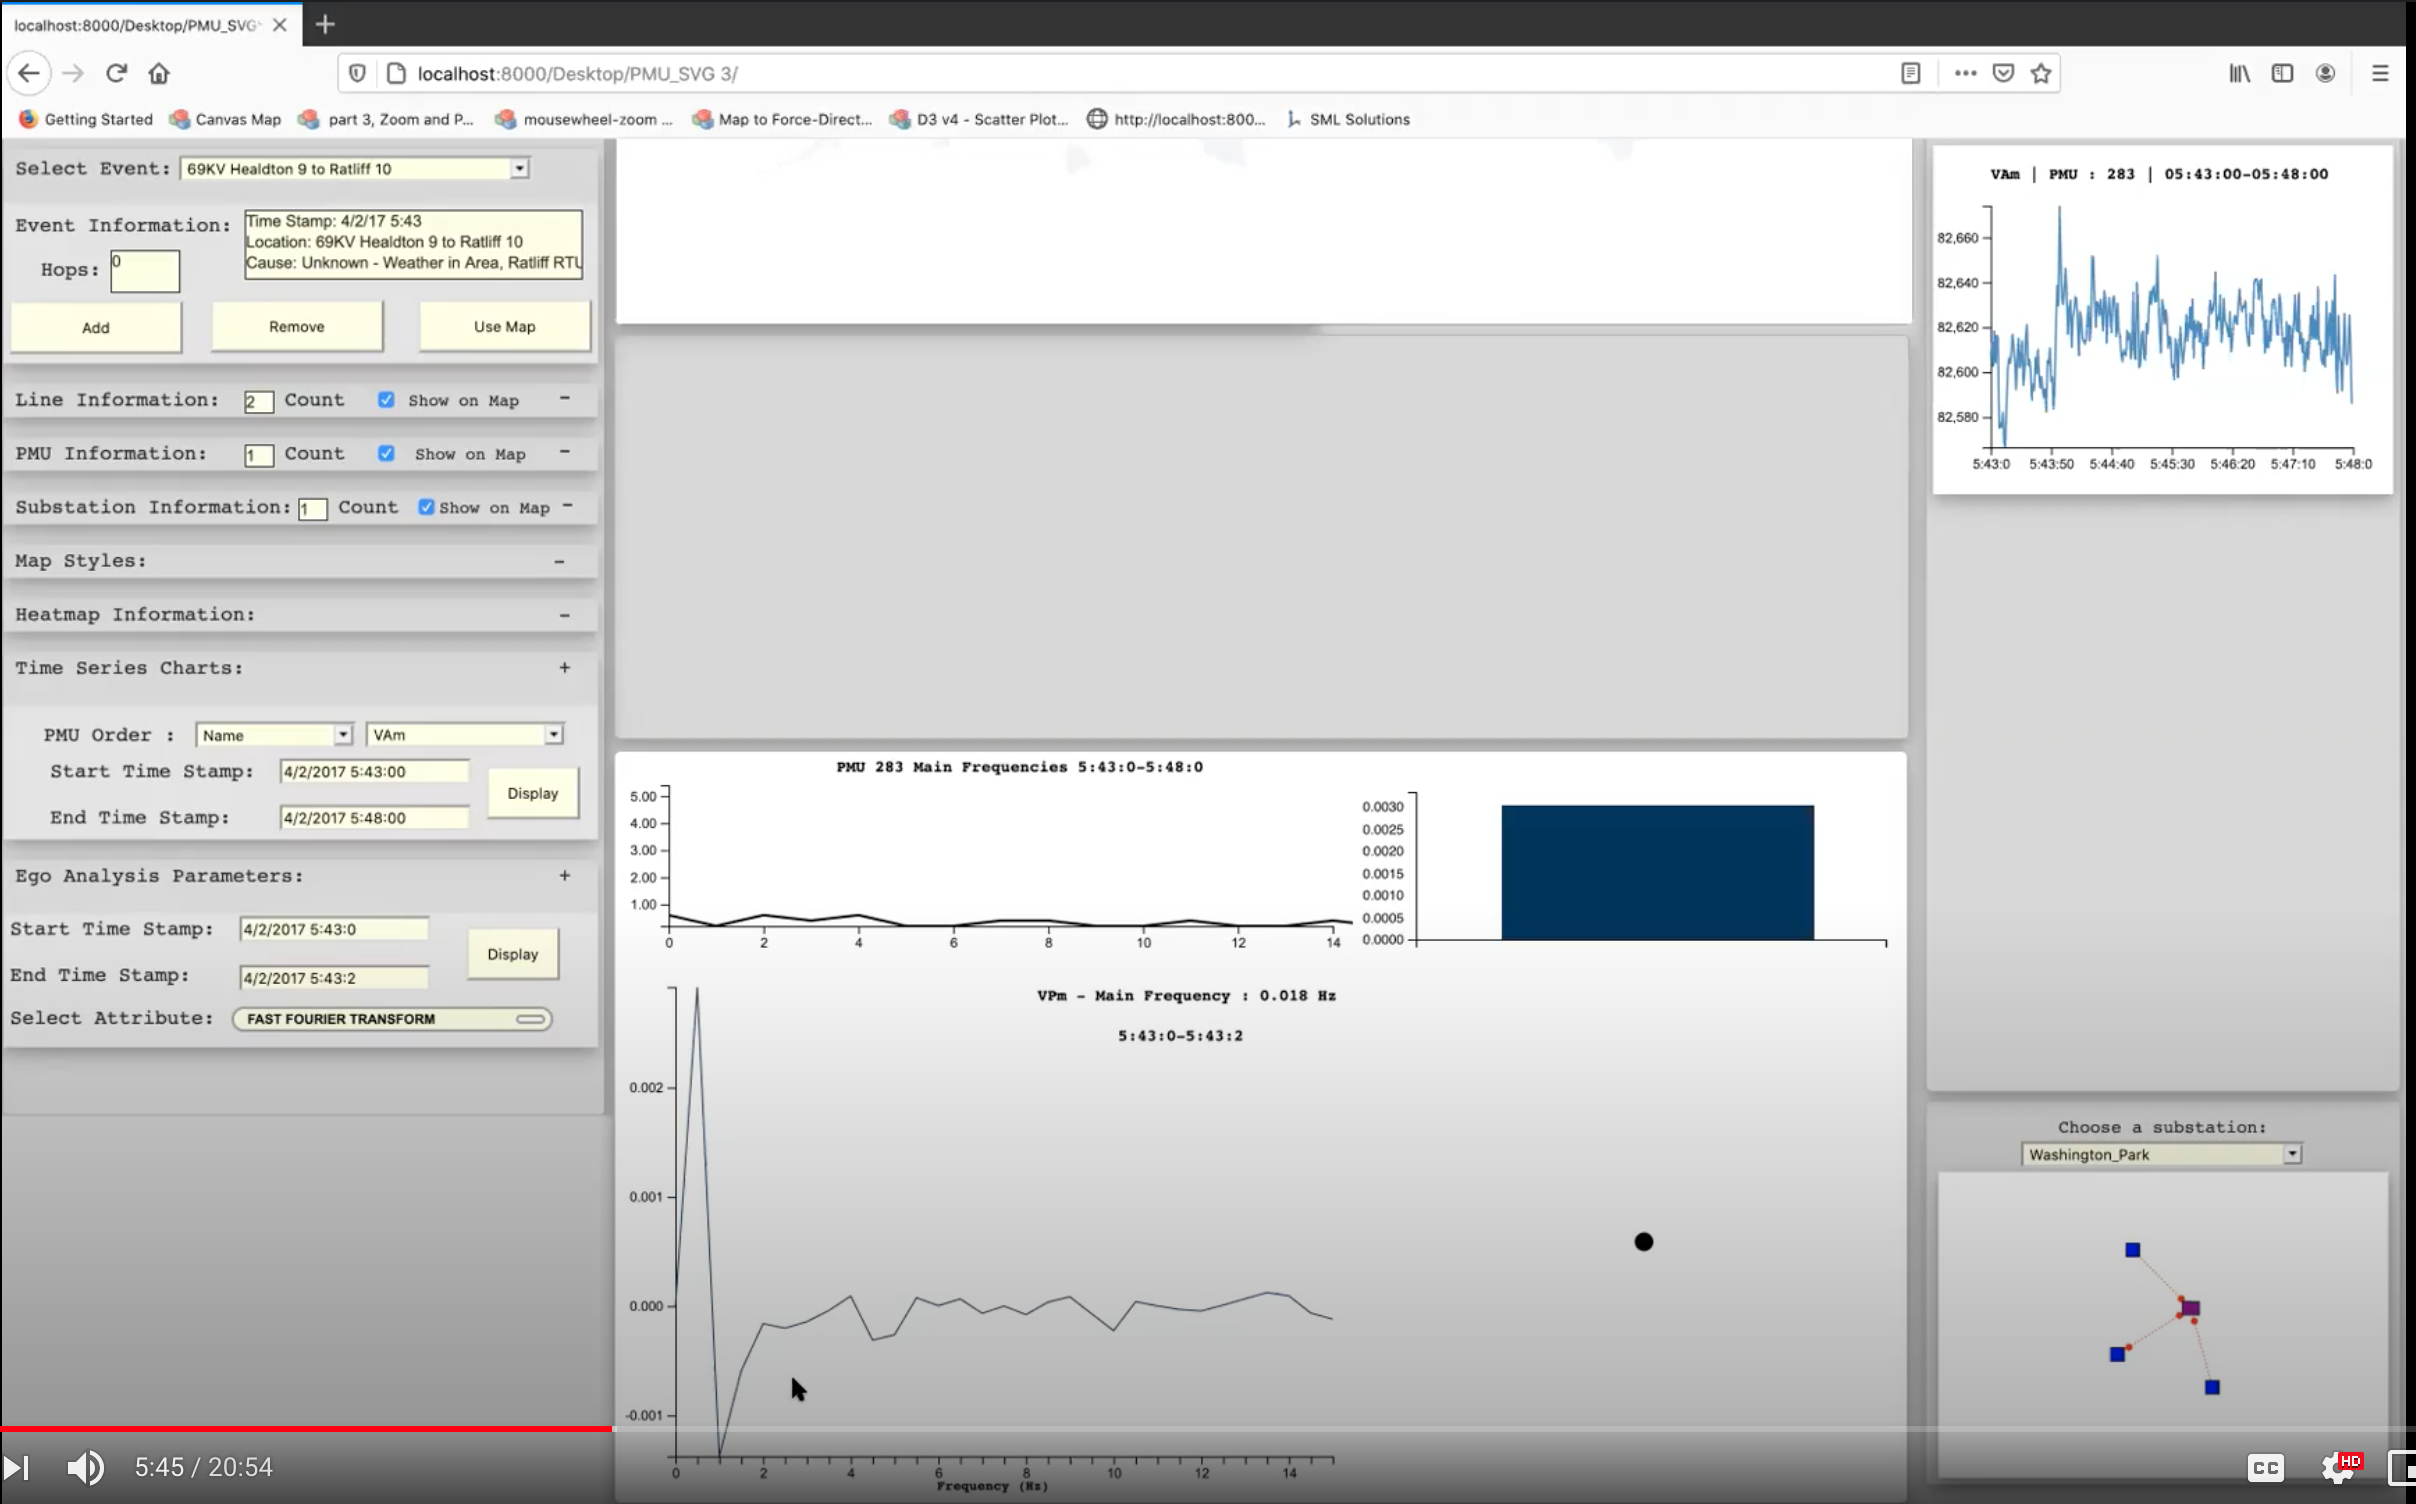 localhost:8000/Desktop/PMU_SVG
localhost:8000/Desktop/PMU_SVG 3/
Getting Started Canvas Map part 3, Zoom and P... mousewheel-zoom ... Map to Force-Direct... D3 v4 - Scatter Plot... http://localhost:800... SML Solutions
Select Event: 69KV Healdton 9 to Ratliff 10
Event Information:
Time Stamp: 4/2/17 5:43
Location: 69KV Healdton 9 to Ratliff 10
Cause: Unknown - Weather in Area, Ratliff RTU
Hops: 0
Add Remove Use Map
Line Information: 2 Count Show on Map -
PMU Information: 1 Count Show on Map -
Substation Information: 1 Count Show on Map -
Map Styles: -
Heatmap Information: -
Time Series Charts: +
PMU Order : Name VAm
Start Time Stamp: 4/2/2017 5:43:00
Display
End Time Stamp: 4/2/2017 5:48:00
Ego Analysis Parameters: +
Start Time Stamp: 4/2/2017 5:43:0
Display
End Time Stamp: 4/2/2017 5:43:2
Select Attribute: FAST FOURIER TRANSFORM
PMU 283 Main Frequencies 5:43:0-5:48:0
5.00
4.00
3.00
2.00
1.00
0 2 4 6 8 10 12 14
0.0030
0.0025
0.0020
0.0015
0.0010
0.0005
0.0000
VPm - Main Frequency : 0.018 Hz
5:43:0-5:43:2
0.002
0.001
0.000
-0.001
0 2 4 6 8 10 12 14
Frequency (Hz)
VAm | PMU : 283 | 05:43:00-05:48:00
82,660
82,640
82,620
82,600
82,580
5:43:0 5:43:50 5:44:40 5:45:30 5:46:20 5:47:10 5:48:0
Choose a substation:
Washington_Park
5:45 / 20:54
CC HD